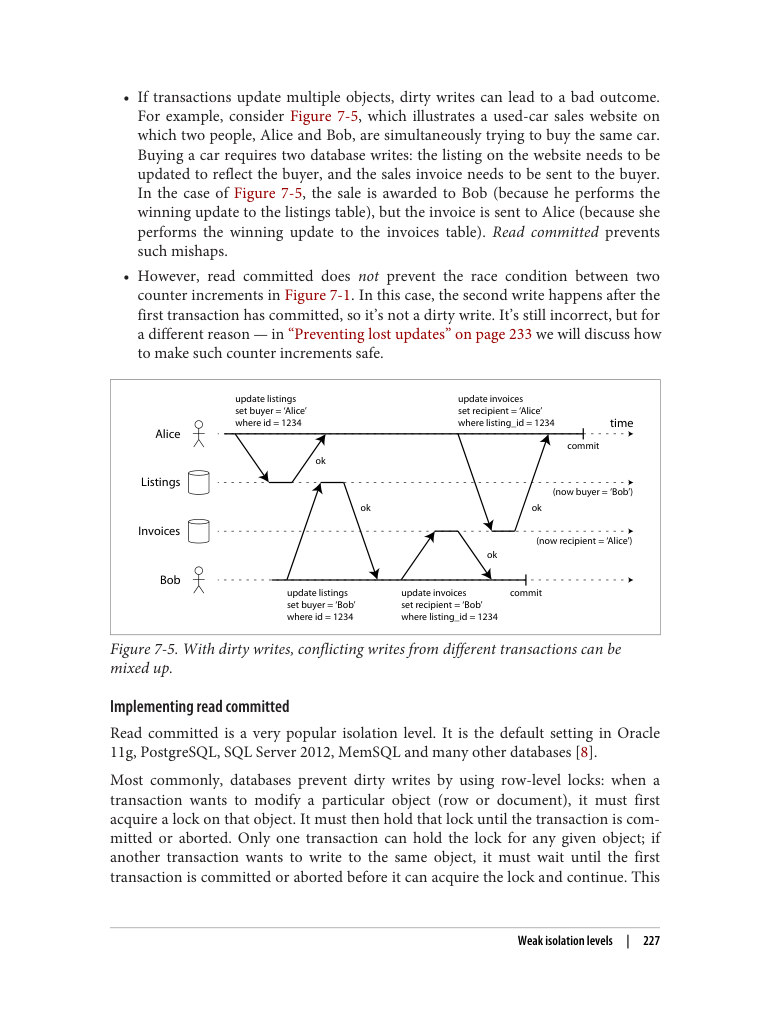 • If transactions update multiple objects, dirty writes can lead to a bad outcome.
For example, consider Figure 7-5, which illustrates a used-car sales website on
which two people, Alice and Bob, are simultaneously trying to buy the same car.
Buying a car requires two database writes: the listing on the website needs to be
updated to reflect the buyer, and the sales invoice needs to be sent to the buyer.
In the case of Figure 7-5, the sale is awarded to Bob (because he performs the
winning update to the listings table), but the invoice is sent to Alice (because she
performs the winning update to the invoices table). Read committed prevents
such mishaps.
• However, read committed does not prevent the race condition between two
counter increments in Figure 7-1. In this case, the second write happens after the
first transaction has committed, so it’s not a dirty write. It’s still incorrect, but for
a different reason — in “Preventing lost updates” on page 233 we will discuss how
to make such counter increments safe.
update listings
set buyer = ‘Alice’
where id = 1234
update invoices
set recipient = ‘Alice’
where listing_id = 1234
time
Alice
commit
ok
Listings
(now buyer = ‘Bob’)
ok
ok
Invoices
(now recipient = ‘Alice’)
ok
Bob
update listings
set buyer = ‘Bob’
where id = 1234
update invoices
set recipient = ‘Bob’
where listing_id = 1234
commit
Figure 7-5. With dirty writes, conflicting writes from different transactions can be
mixed up.
Implementing read committed
Read committed is a very popular isolation level. It is the default setting in Oracle
11g, PostgreSQL, SQL Server 2012, MemSQL and many other databases [8].
Most commonly, databases prevent dirty writes by using row-level locks: when a
transaction wants to modify a particular object (row or document), it must first
acquire a lock on that object. It must then hold that lock until the transaction is com-
mitted or aborted. Only one transaction can hold the lock for any given object; if
another transaction wants to write to the same object, it must wait until the first
transaction is committed or aborted before it can acquire the lock and continue. This
Weak isolation levels | 227